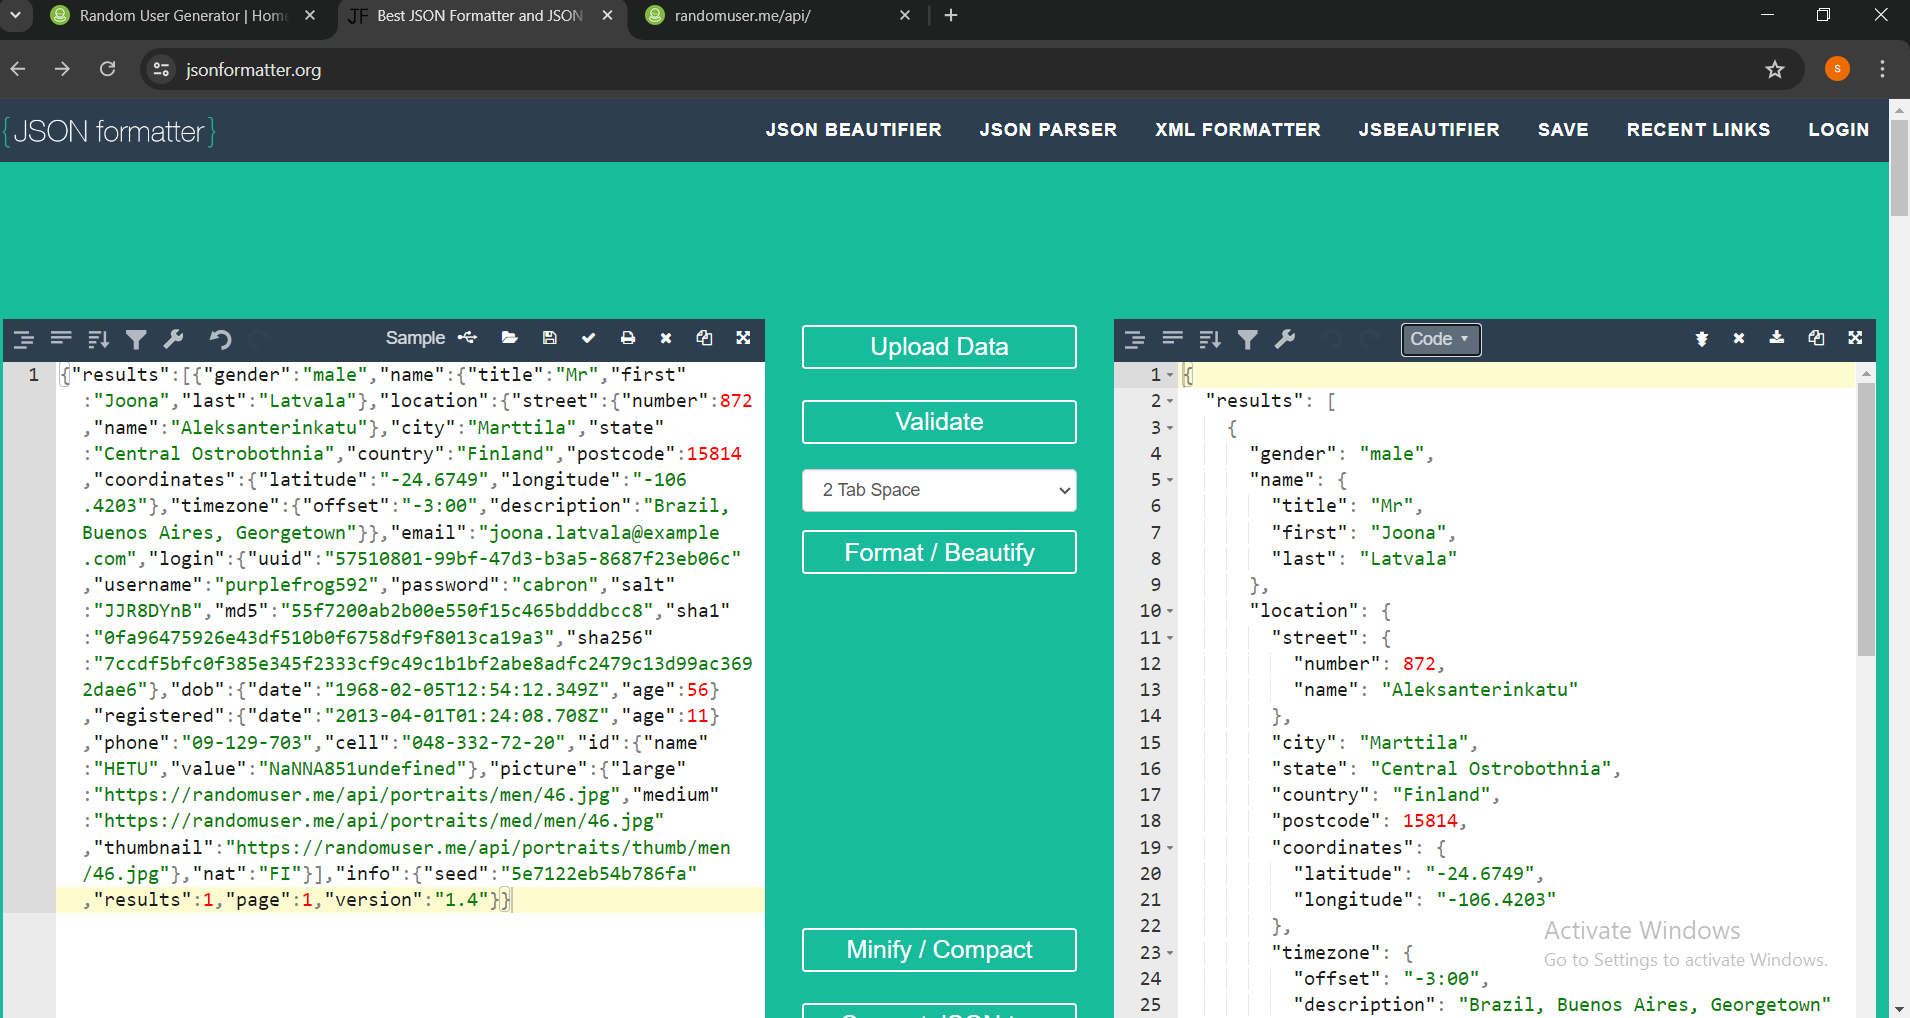 Random User Generator | Hom
Best JSON Formatter and JSON
randomuser.me/api/
jsonformatter.org
S
{JSON formatter}
JSON BEAUTIFIER
JSON PARSER
XML FORMATTER
JSBEAUTIFIER
SAVE
RECENT LINKS
LOGIN
Sample
1 {"results":[{"gender":"male","name":{"title":"Mr","first"
:"Joona","last":"Latvala"},"location":{"street":{"number":872
,"name":"Aleksanterinkatu"},"city":"Marttila","state"
:"Central Ostrobothnia","country":"Finland","postcode":15814
,"coordinates":{"latitude":"-24.6749","longitude":"-106
.4203"},"timezone":{"offset":"-3:00","description":"Brazil,
Buenos Aires, Georgetown"}},"email":"joona.latvala@example
.com","login":{"uuid":"57510801-99bf-47d3-b3a5-8687f23eb06c"
,"username":"purplefrog592","password":"cabron","salt"
:"JJR8DYnB","md5":"55f7200ab2b00e550f15c465bdddbcc8","sha1"
:"0fa96475926e43df510b0f6758df9f8013ca19a3","sha256"
:"7ccdf5bfc0f385e345f2333cf9c49c1b1bf2abe8adfc2479c13d99ac369
2dae6"},"dob":{"date":"1968-02-05T12:54:12.349Z","age":56}
,"registered":{"date":"2013-04-01T01:24:08.708Z","age":11}
,"phone":"09-129-703","cell":"048-332-72-20","id":{"name"
:"HETU","value":"NaNNA851undefined"},"picture":{"large"
:"https://randomuser.me/api/portraits/men/46.jpg","medium"
:"https://randomuser.me/api/portraits/med/men/46.jpg"
,"thumbnail":"https://randomuser.me/api/portraits/thumb/men
/46.jpg"},"nat":"FI"}],"info":{"seed":"5e7122eb54b786fa"
,"results":1,"page":1,"version":"1.4"}}
Upload Data
Validate
2 Tab Space
Format / Beautify
Minify / Compact
Code
1 {
2 "results": [
3 {
4 "gender": "male",
5 "name": {
6 "title": "Mr",
7 "first": "Joona",
8 "last": "Latvala"
9 },
10 "location": {
11 "street": {
12 "number": 872,
13 "name": "Aleksanterinkatu"
14 },
15 "city": "Marttila",
16 "state": "Central Ostrobothnia",
17 "country": "Finland",
18 "postcode": 15814,
19 "coordinates": {
20 "latitude": "-24.6749",
21 "longitude": "-106.4203"
22 },
23 "timezone": {
24 "offset": "-3:00",
25 "description": "Brazil, Buenos Aires, Georgetown"
Activate Windows
Go to Settings to activate Windows.